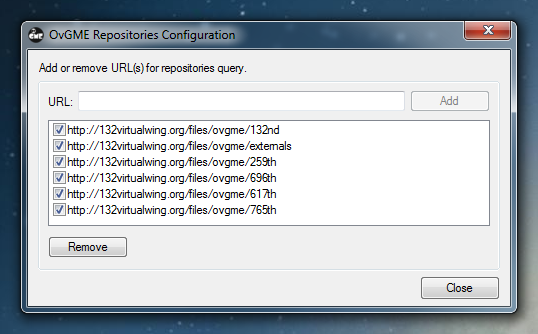 OvGME Repositories Configuration
Add or remove URL(s) for repositories query.
URL:
Add
http://132virtualwing.org/files/ovgme/132nd
http://132virtualwing.org/files/ovgme/externals
http://132virtualwing.org/files/ovgme/259th
http://132virtualwing.org/files/ovgme/696th
http://132virtualwing.org/files/ovgme/617th
http://132virtualwing.org/files/ovgme/765th
Remove
Close